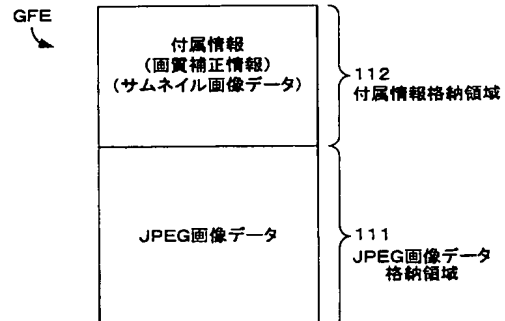 GFE
付属情報
(画質補正情報)
(サムネイル画像データ)
112
付属情報格納領域
JPEG画像データ
111
JPEG画像データ
格納領域